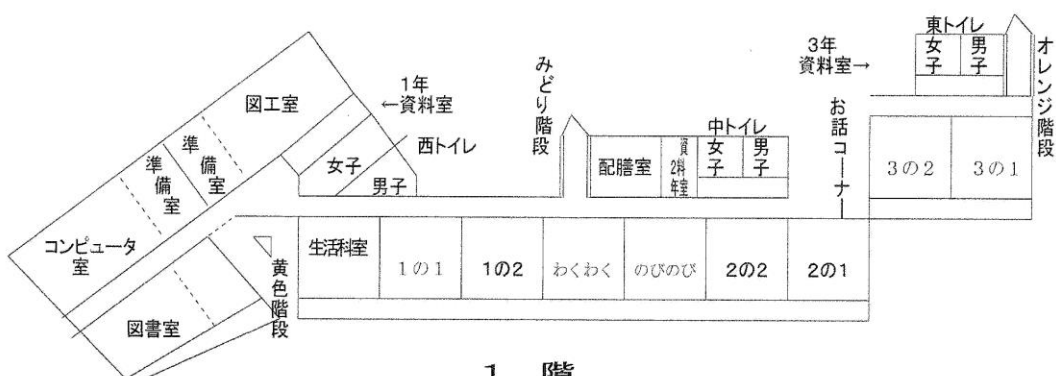 図工室
準備室
準備室
コンピュータ室
図書室
1年
←資料室
西トイレ
女子
男子
黄色階段
みどり階段
配膳室
資料
2年室
中トイレ
女子
男子
3年
資料室→
お話コーナー
東トイレ
女子
男子
オレンジ階段
3の2
3の1
生活科室
1の1
1の2
わくわく
のびのび
2の2
2の1
1 階